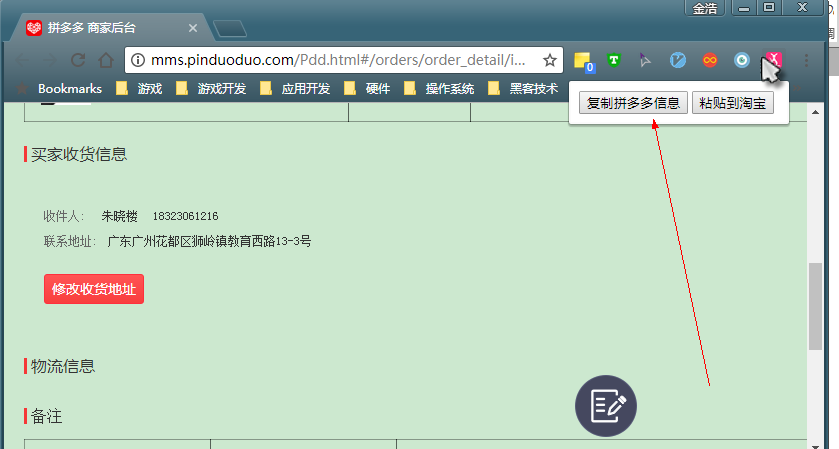 金浩
拼多多 商家后台
mms.pinduoduo.com/Pdd.html#/orders/order_detail/i...
0
Bookmarks 游戏 游戏开发 应用开发 硬件 操作系统 黑客技术
复制拼多多信息 粘贴到淘宝
买家收货信息
收件人: 朱晓楼 18323061216
联系地址: 广东广州花都区狮岭镇教育西路13-3号
修改收货地址
物流信息
备注